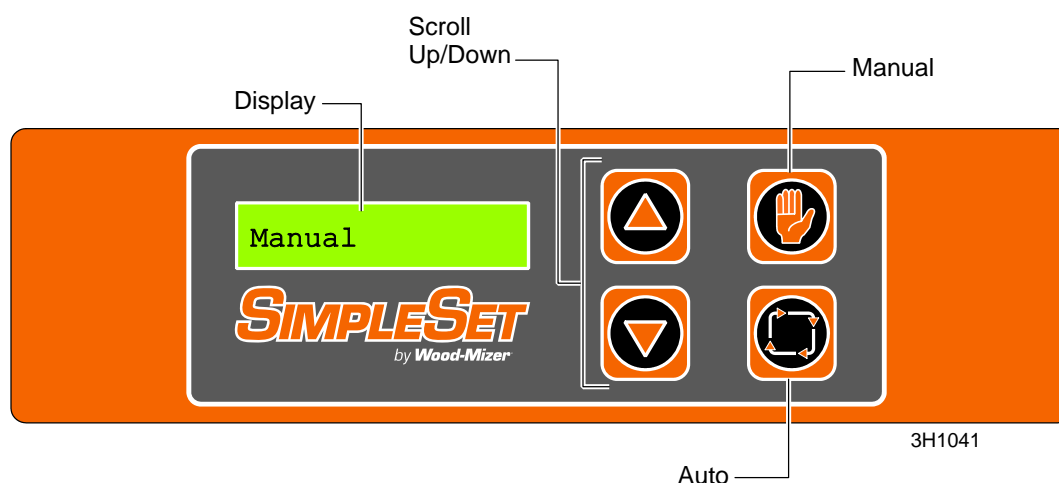 Scroll
Up/Down
Manual
Display
Manual
SIMPLESET
by Wood-Mizer
3H1041
Auto